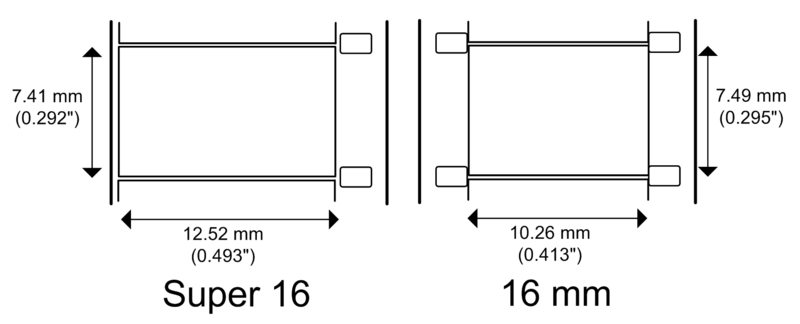 7.41 mm
(0.292")
12.52 mm
(0.493")
Super 16
7.49 mm
(0.295")
10.26 mm
(0.413")
16 mm